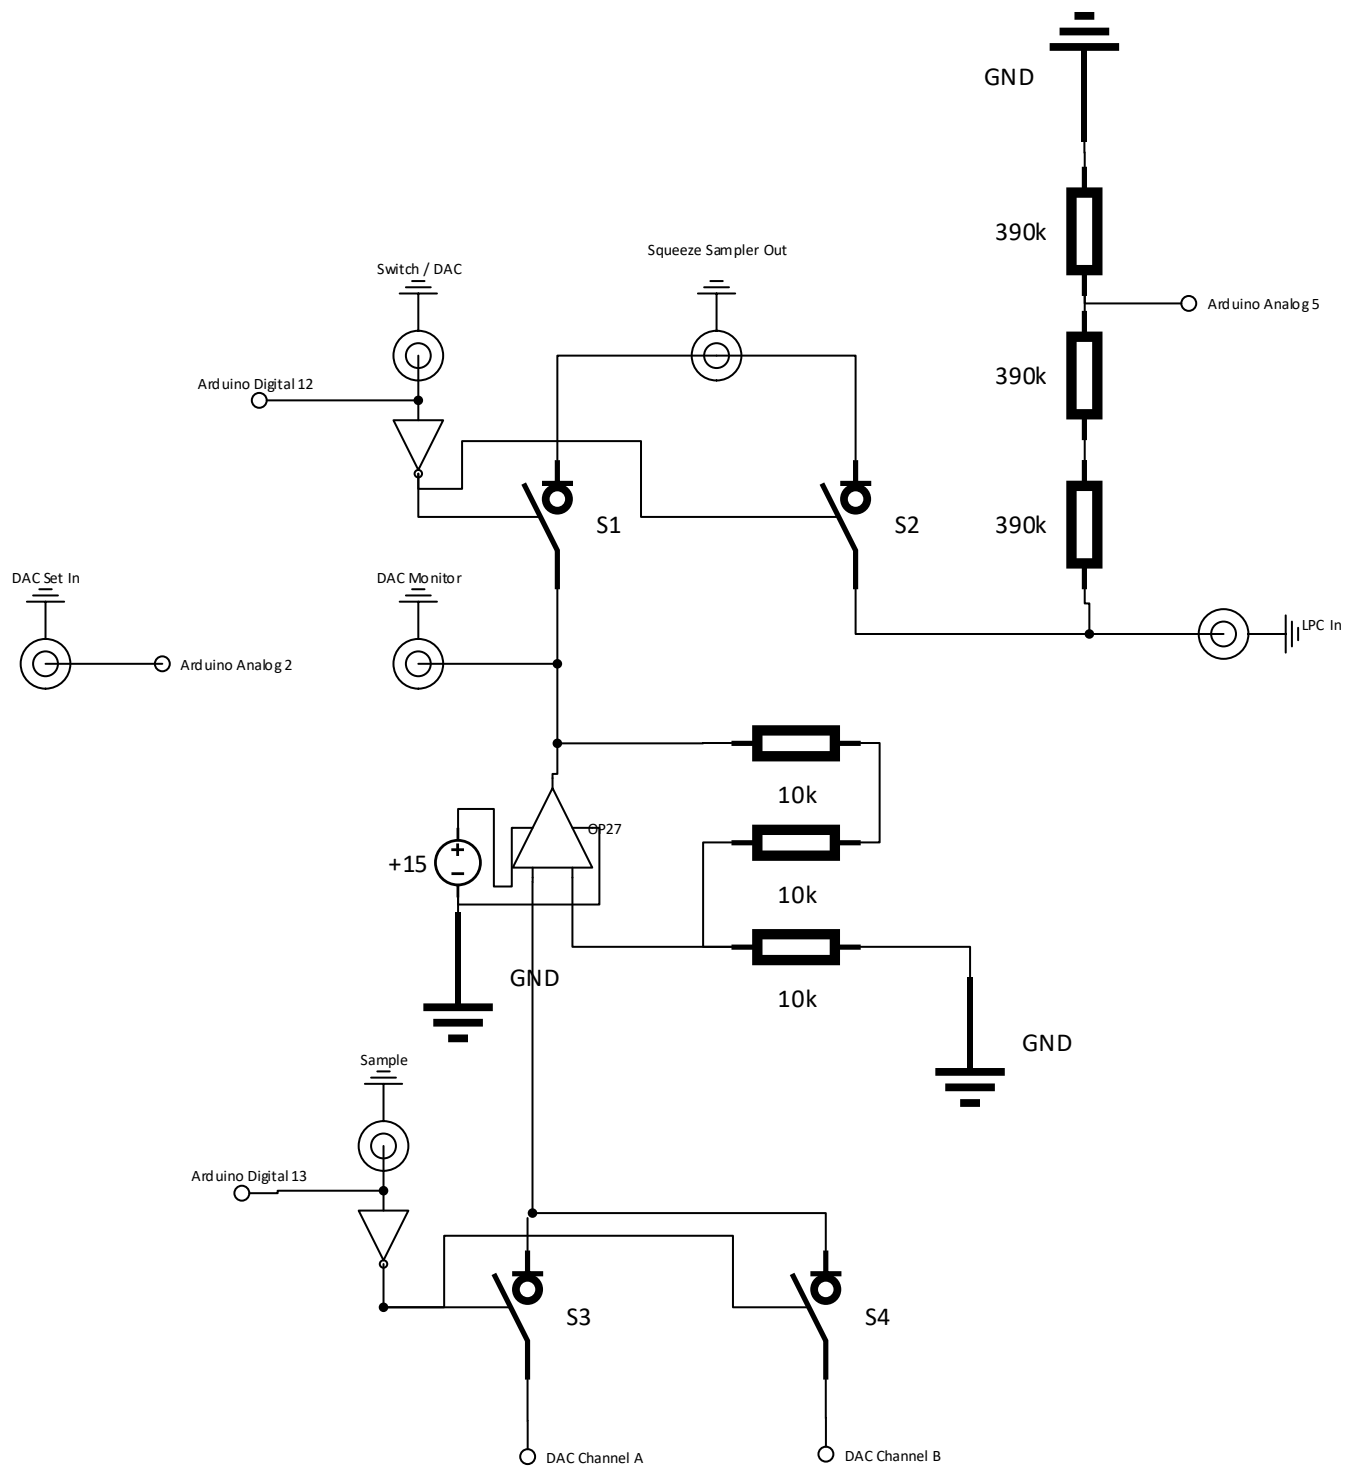 GND
390k
Squeeze Sampler Out
Switch / DAC
Arduino Analog 5
390k
Arduino Digital 12
S1
S2
390k
DAC Set In
DAC Monitor
LPC In
Arduino Analog 2
10k
OP27
+15
10k
GND
10k
GND
Sample
Arduino Digital 13
S3
S4
DAC Channel A
DAC Channel B